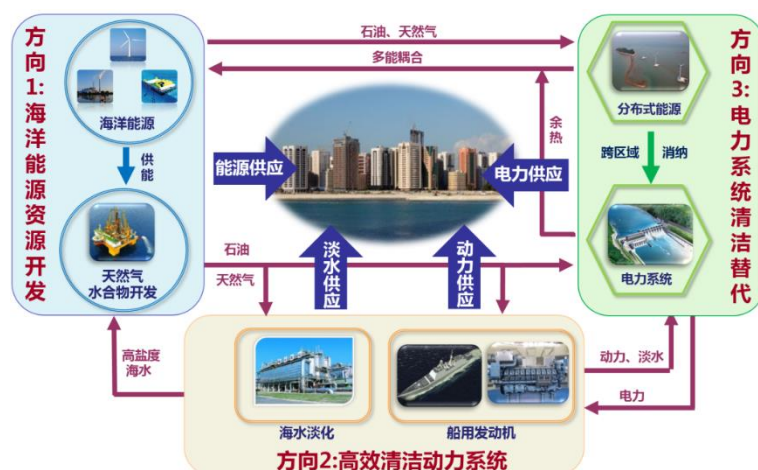 方向1:海洋能源资源开发
海洋能源
供能
天然气
水合物开发
石油、天然气
多能耦合
能源供应
电力供应
淡水供应
动力供应
余热
石油
天然气
方向3:电力系统清洁替代
分布式能源
跨区域 消纳
电力系统
高盐度
海水
海水淡化
船用发动机
方向2:高效清洁动力系统
动力、淡水
电力